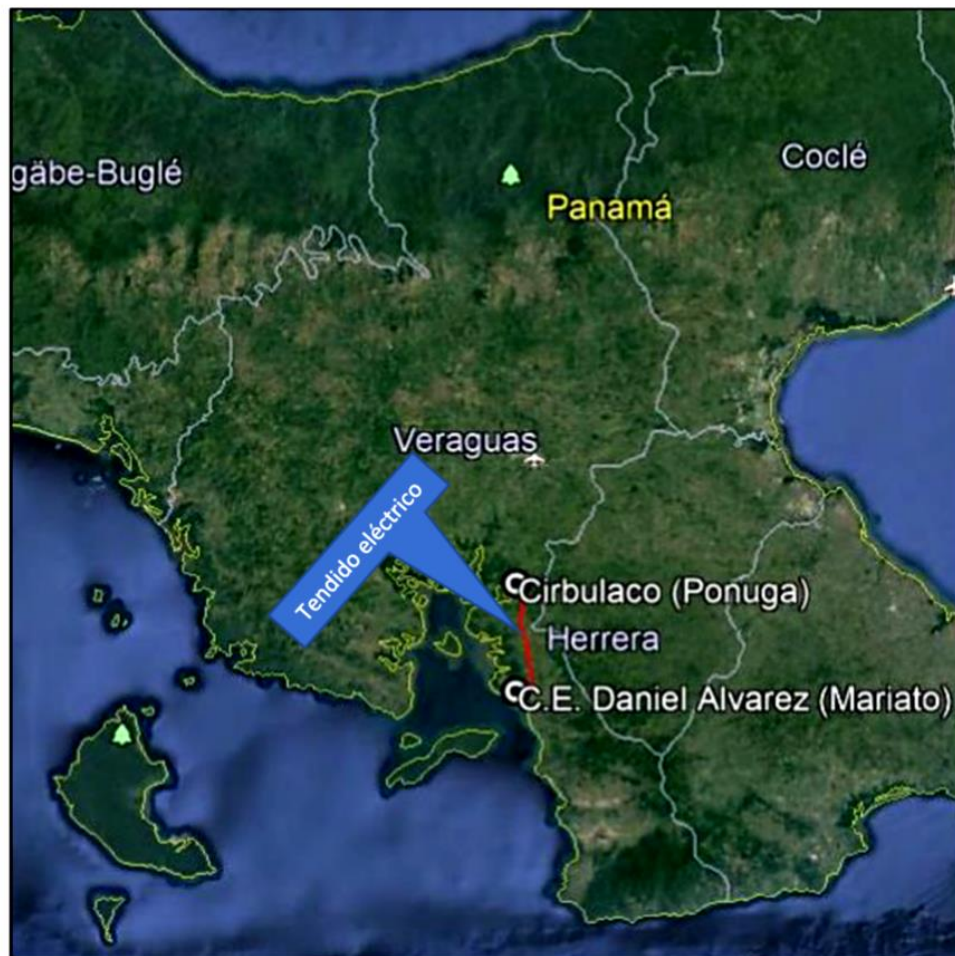 Coclé
gäbe-Buglé
Panamá
Veraguas
Tendido eléctrico
Cirbulaco (Ponuga)
Herrera
C.E. Daniel Alvarez (Mariato)